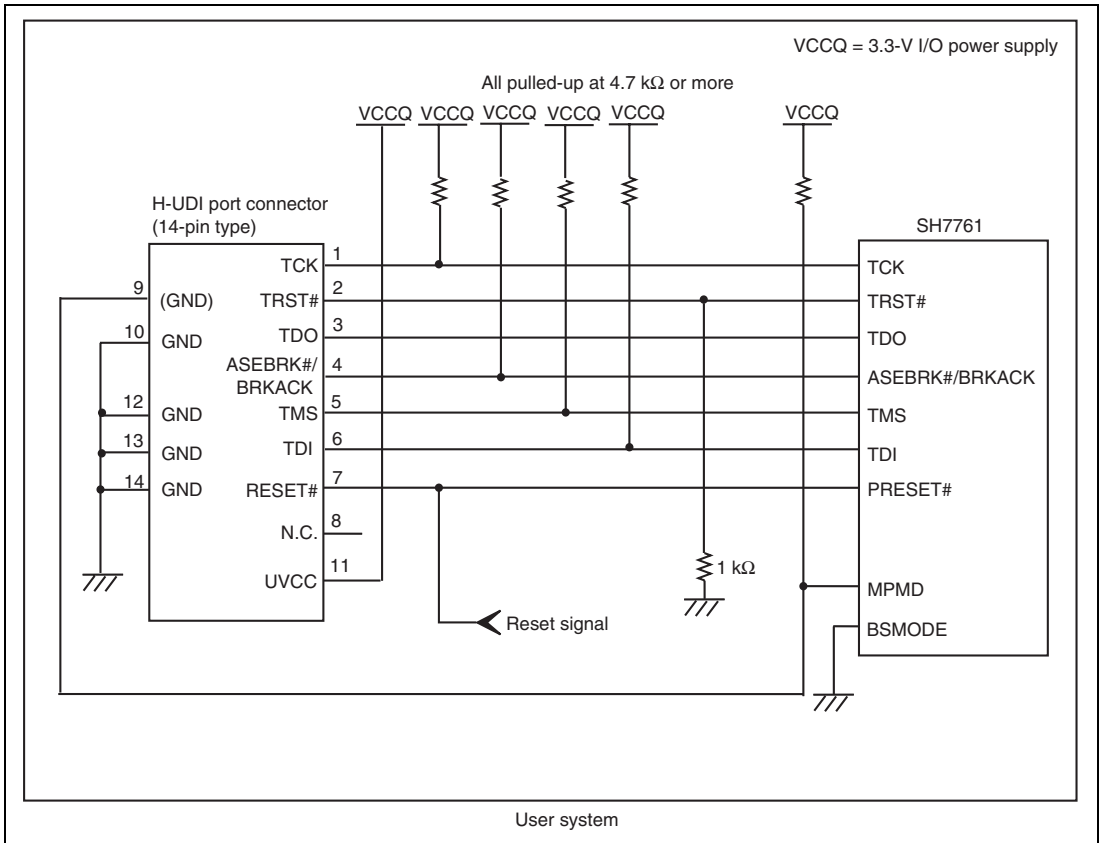 VCCQ = 3.3-V I/O power supply
All pulled-up at 4.7 kΩ or more
VCCQ VCCQ VCCQ VCCQ VCCQ VCCQ
H-UDI port connector
(14-pin type)
SH7761
TCK 1 TCK
9 (GND) TRST# 2 TRST#
10 GND TDO 3 TDO
ASEBRK#/
BRKACK 4 ASEBRK#/BRKACK
12 GND TMS 5 TMS
13 GND TDI 6 TDI
14 GND RESET# 7 PRESET#
N.C. 8
UVCC 11
1 kΩ
MPMD
Reset signal
BSMODE
User system